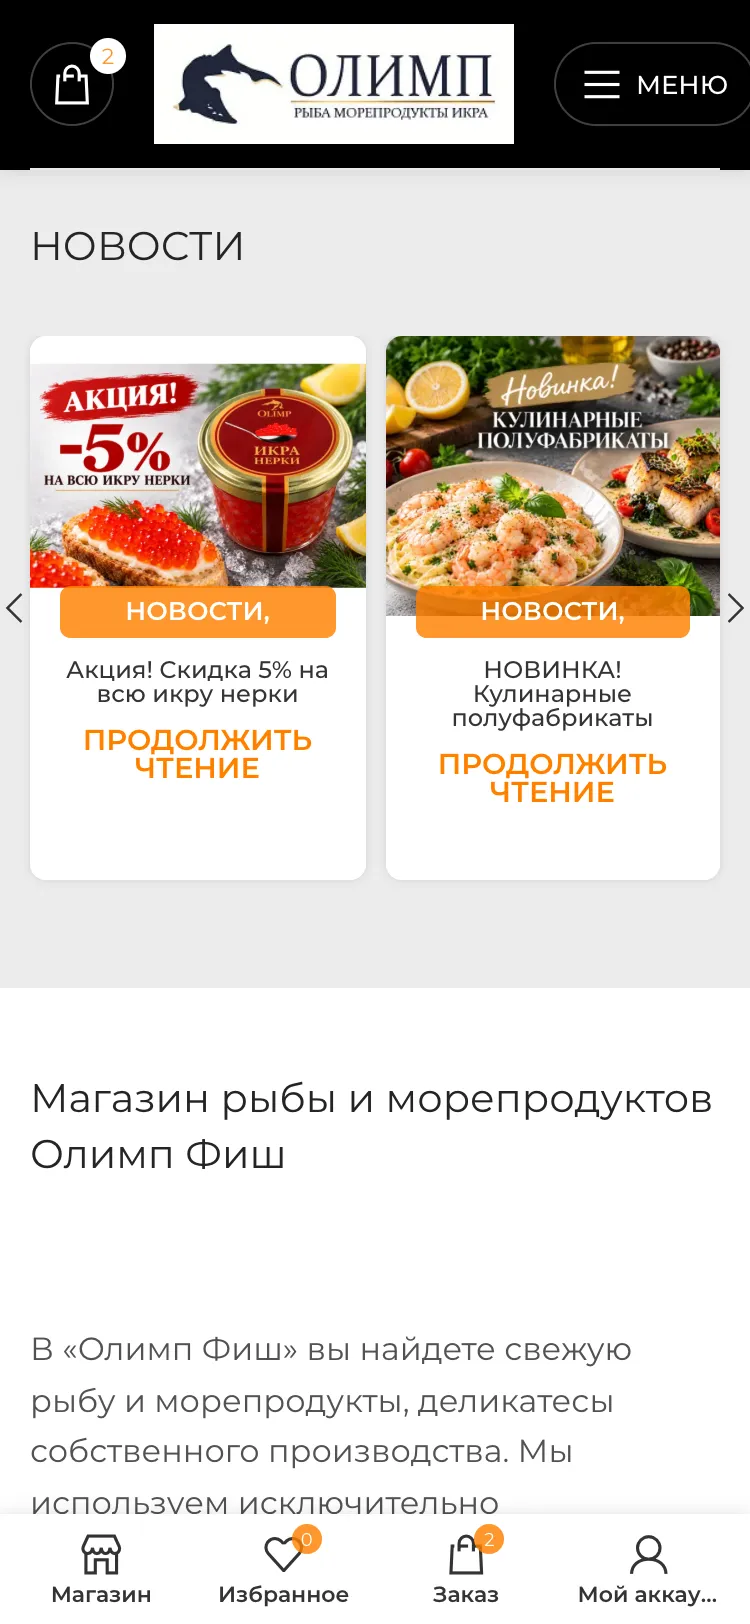 2
ОЛИМП
РЫБА МОРЕПРОДУКТЫ ИКРА
МЕНЮ
НОВОСТИ
АКЦИЯ!
-5%
НА ВСЮ ИКРУ НЕРКИ
OLIMP
ИКРА
НЕРКИ
НОВОСТИ,
Акция! Скидка 5% на
всю икру нерки
ПРОДОЛЖИТЬ
ЧТЕНИЕ
Новинка!
КУЛИНАРНЫЕ
ПОЛУФАБРИКАТЫ
НОВОСТИ,
НОВИНКА!
Кулинарные
полуфабрикаты
ПРОДОЛЖИТЬ
ЧТЕНИЕ
Магазин рыбы и морепродуктов
Олимп Фиш
В «Олимп Фиш» вы найдете свежую
рыбу и морепродукты, деликатесы
собственного производства. Мы
используем исключительно
Магазин
0
Избранное
2
Заказ
Мой аккау...